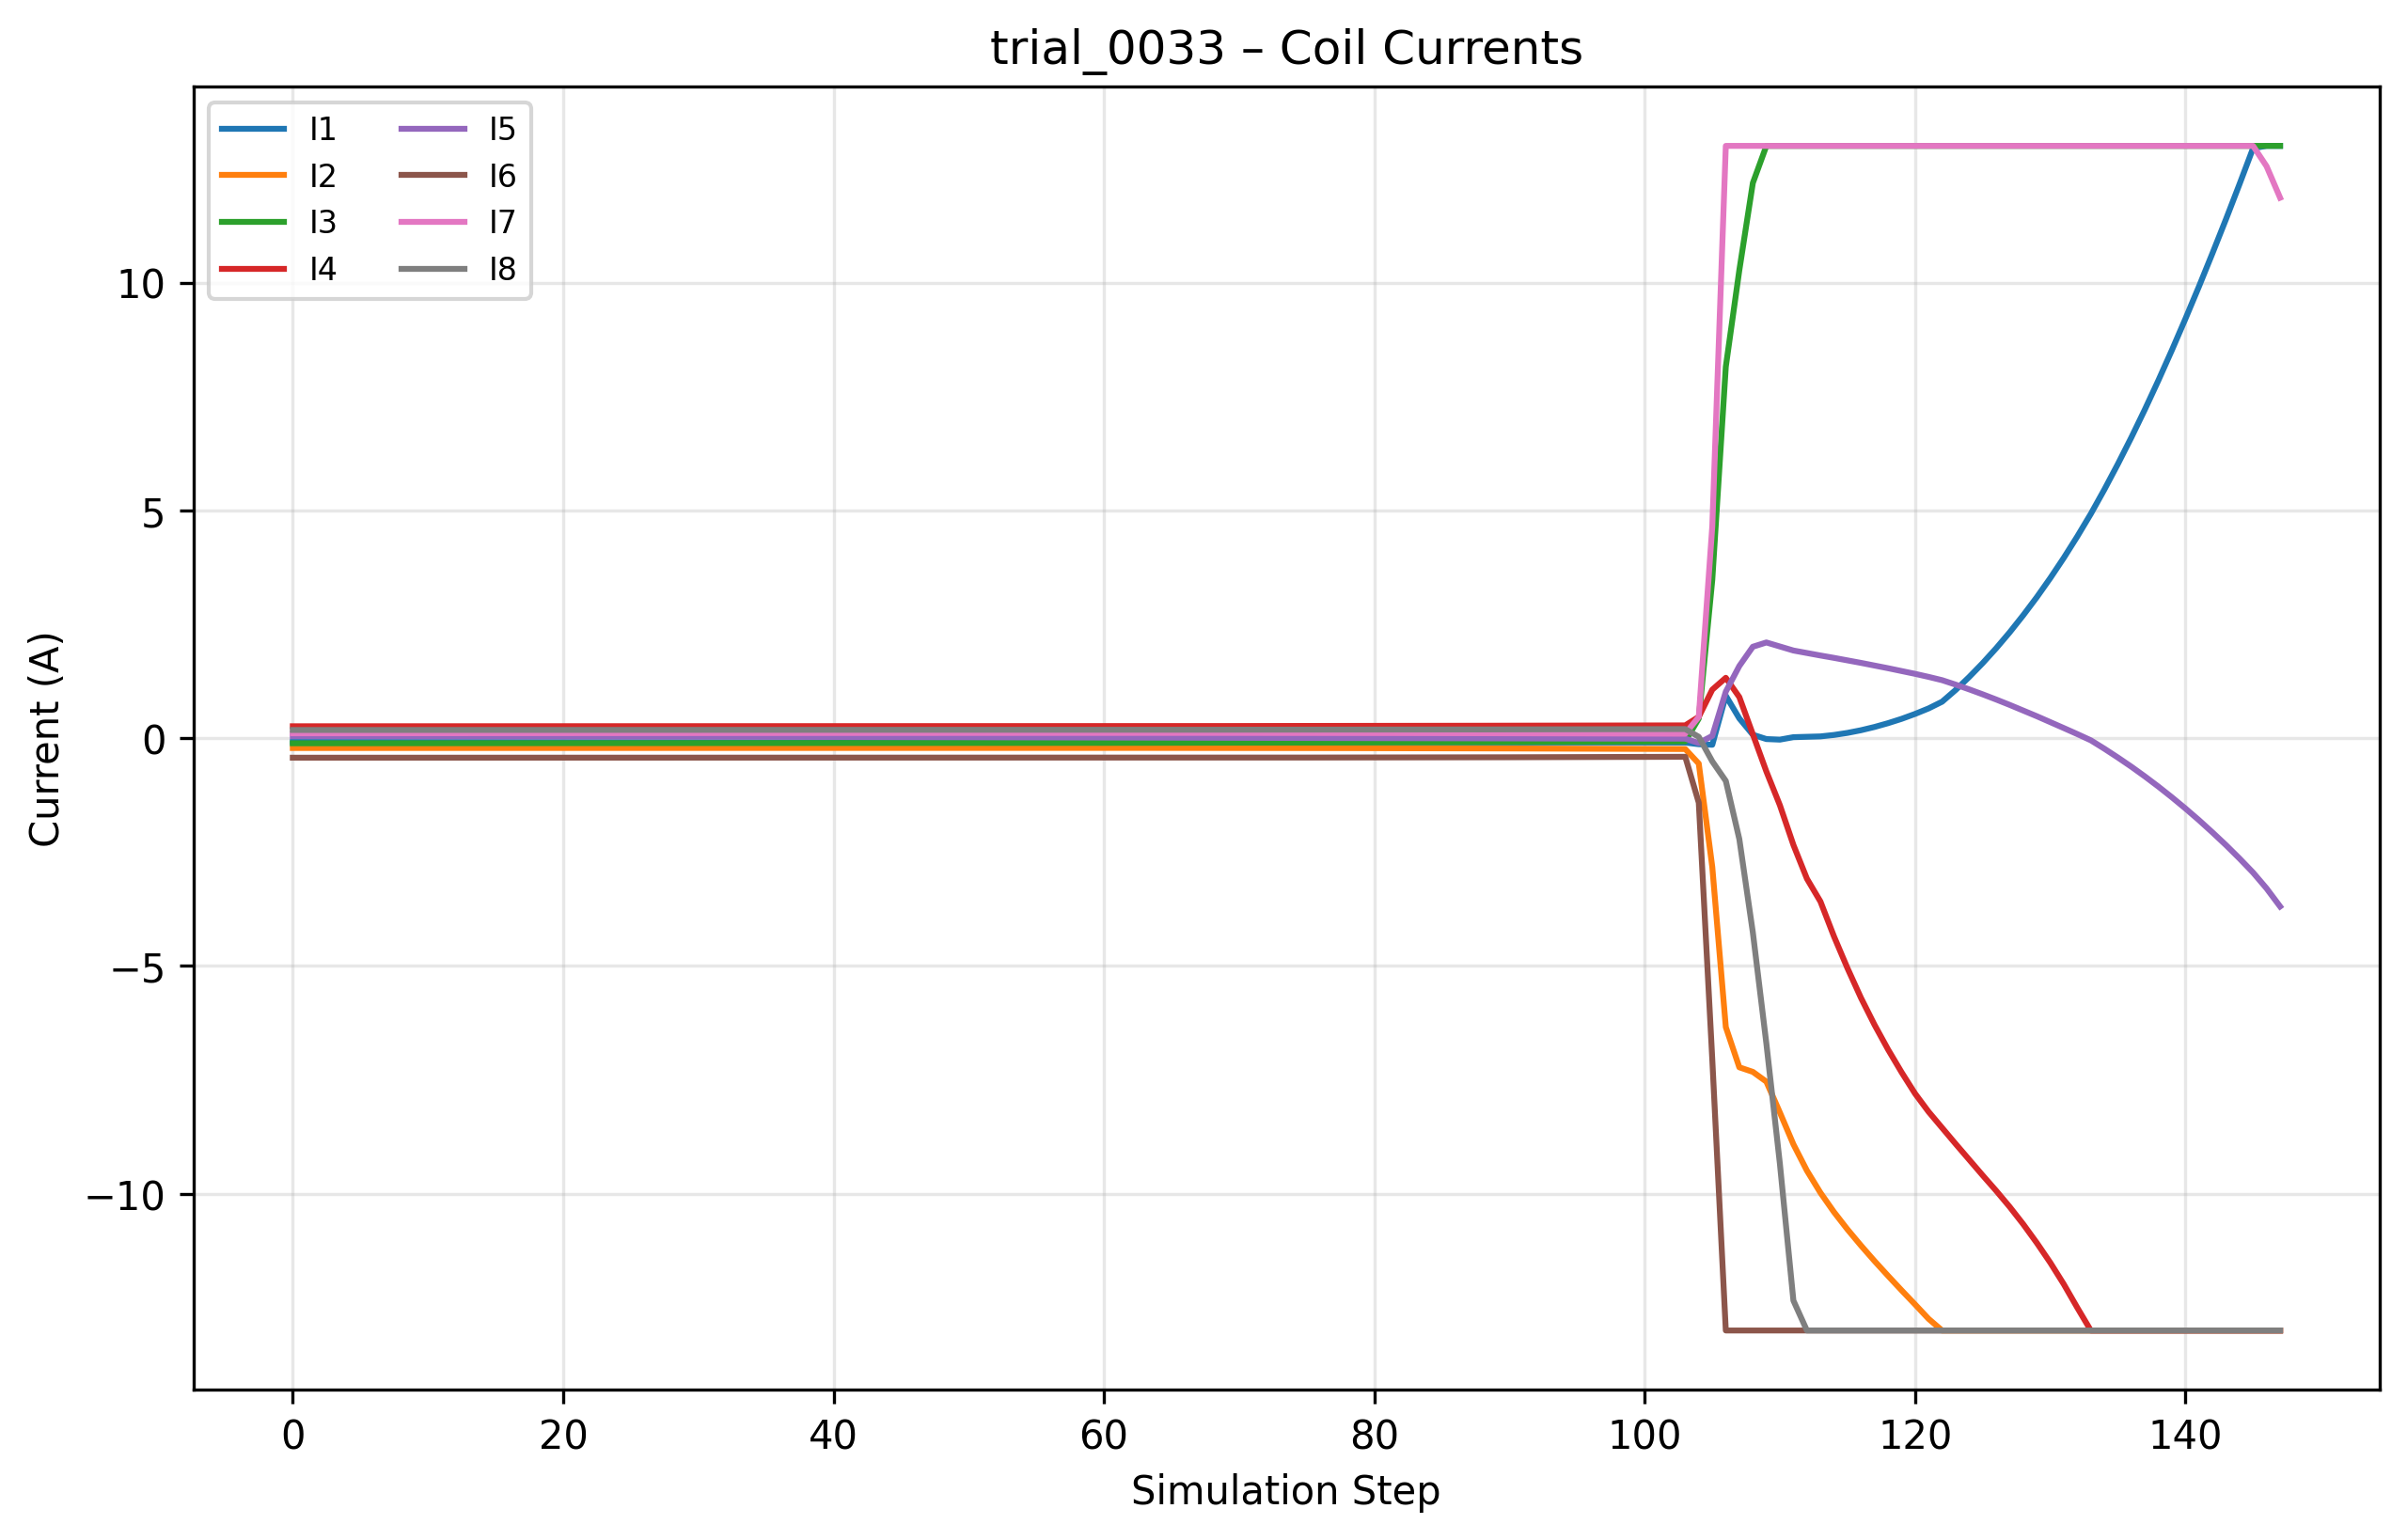 trial_0033 – Coil Currents
I1 I5
I2 I6
I3 I7
I4 I8
10
5
0
−5
−10
Current (A)
0 20 40 60 80 100 120 140
Simulation Step